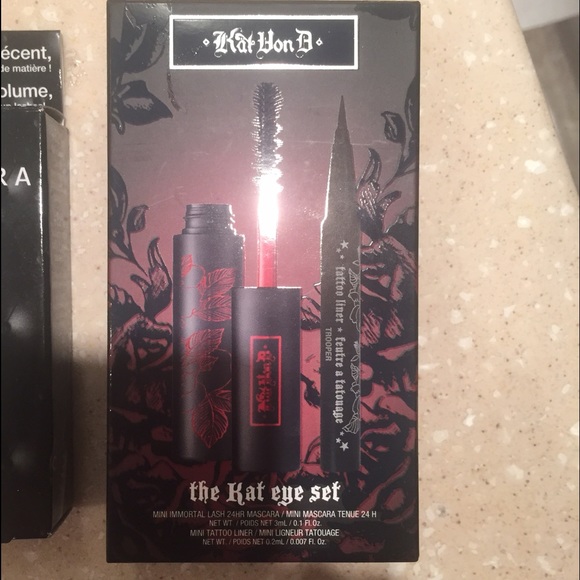 écent,
de matière !
olume,
RA
Kat Von D
Kat Von D
tattoo liner * feutre a tatouage
TROOPER
the Kat eye set
MINI IMMORTAL LASH 24HR MASCARA / MINI MASCARA TENUE 24 H
NET WT. / POIDS NET 3mL / 0.1 Fl. Oz.
MINI TATTOO LINER / MINI LIGNEUR TATOUAGE
NET WT. / POIDS NET 0.2mL / 0.007 Fl. Oz.